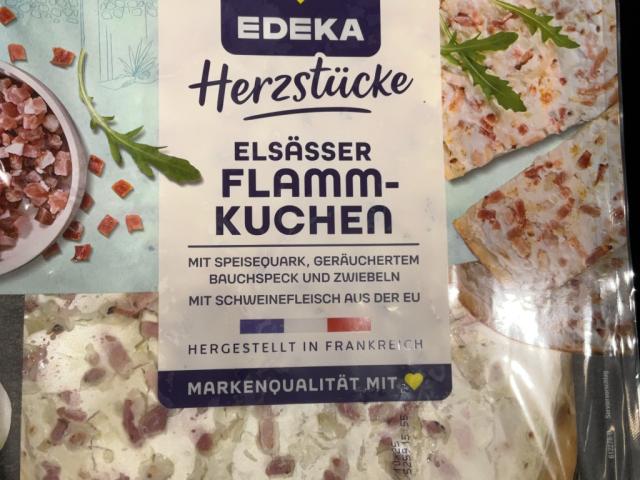 EDEKA
Herzstücke
ELSÄSSER
FLAMM-
KUCHEN
MIT SPEISEQUARK, GERÄUCHERTEM
BAUCHSPECK UND ZWIEBELN
MIT SCHWEINEFLEISCH AUS DER EU
HERGESTELLT IN FRANKREICH
MARKENQUALITÄT MIT
Serviervorschlag